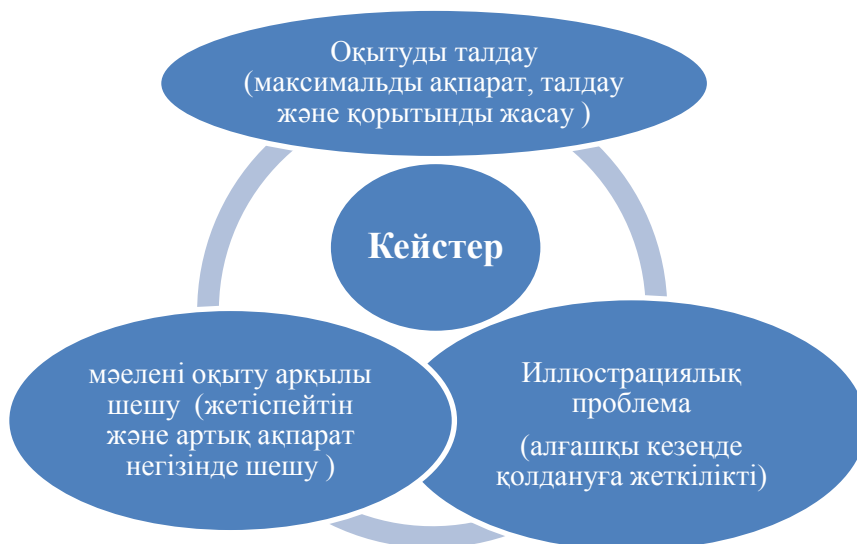 Оқытуды талдау
(максимальды ақпарат, талдау
және қорытынды жасау )
Кейстер
мәелені оқыту арқылы
шешу  (жетіспейтін
және артық ақпарат
негізінде шешу )
Иллюстрациялық
проблема
(алғашқы кезеңде
қолдануға жеткілікті)